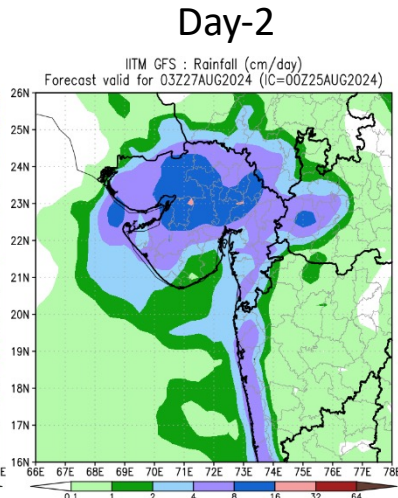 Day-2
IITM GFS : Rainfall (cm/day)
Forecast valid for 03Z27AUG2024 (IC=00Z25AUG2024)
26N
25N
24N
23N
22N
21N
20N
19N
18N
17N
16N
E 66E 67E 68E 69E 70E 71E 72E 73E 74E 75E 76E 77E 78E
0.1 1 2 4 8 16 32 64